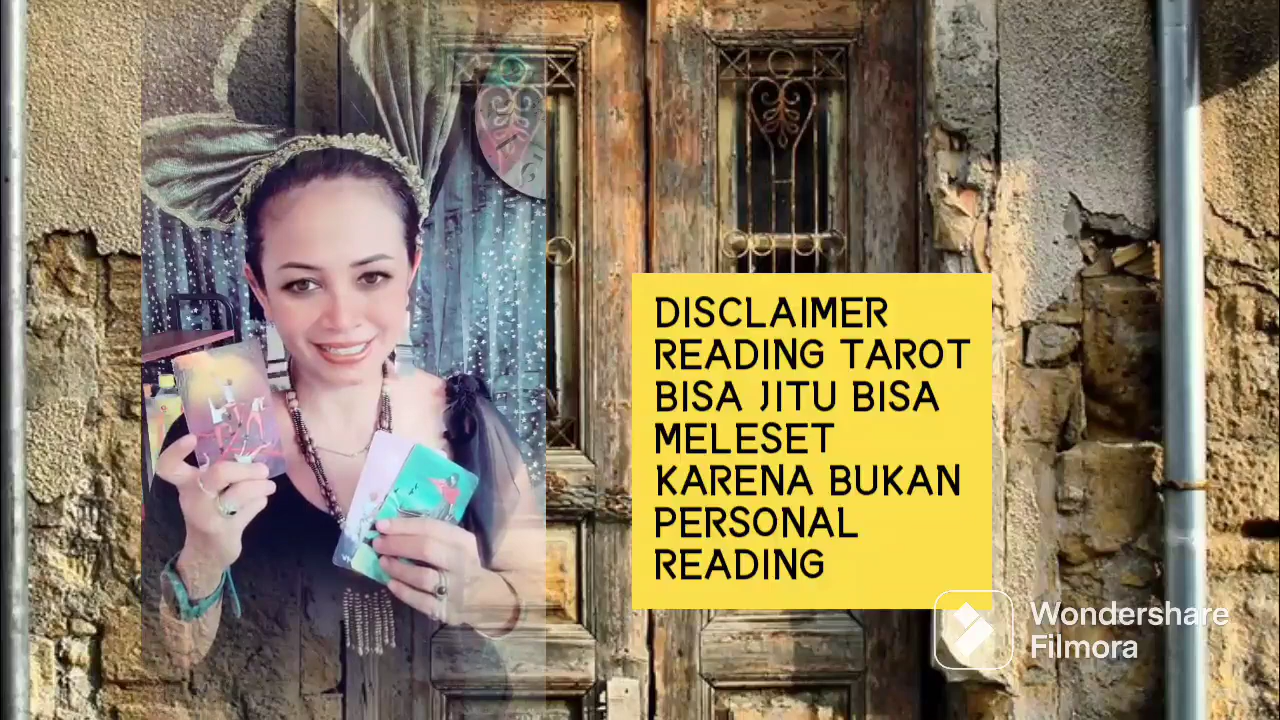 DISCLAIMER
READING TAROT
BISA JITU BISA
MELESET
KARENA BUKAN
PERSONAL
READING
Wondershare
Filmora